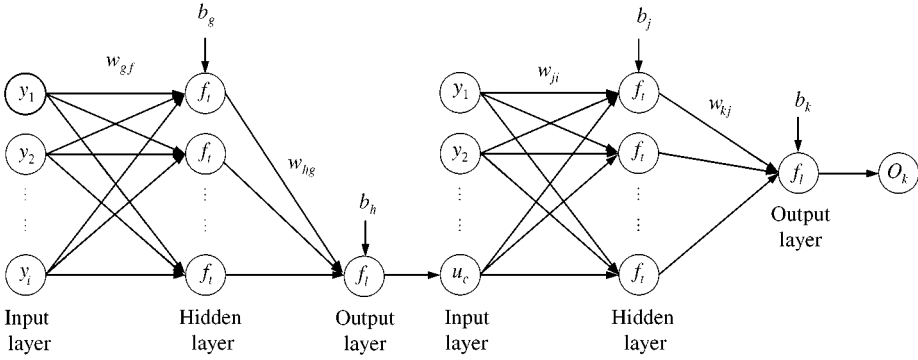 b_g
b_j
w_gf
w_ji
y_1
f_t
y_1
f_t
w_kj
b_k
y_2
f_t
w_hg
y_2
f_t
f_l
O_k
b_h
Output
layer
y_i
f_t
f_l
u_c
f_t
Input
layer
Hidden
layer
Output
layer
Input
layer
Hidden
layer